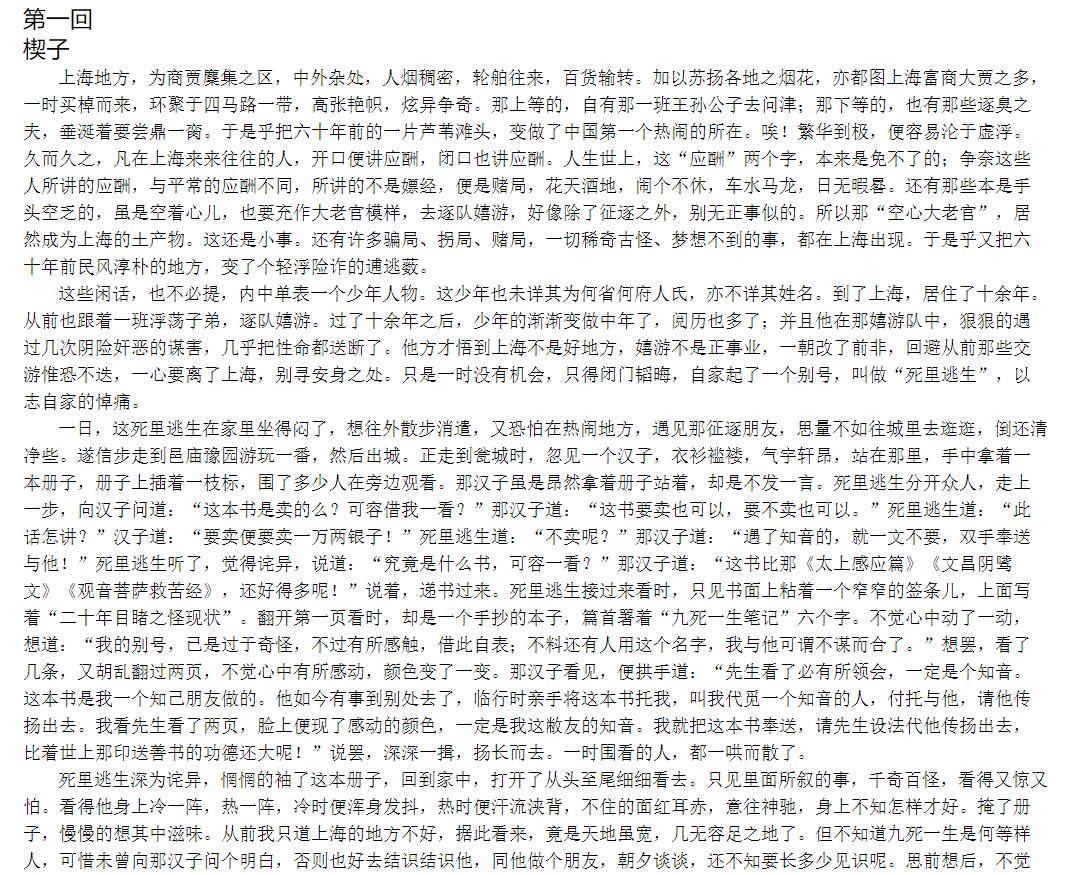 第一回
楔子
上海地方，为商贾麇集之区，中外杂处，人烟稠密，轮舶往来，百货输转。加以苏扬各地之烟花，亦都图上海富商大贾之多，
一时买棹而来，环聚于四马路一带，高张艳帜，炫异争奇。那上等的，自有那一班王孙公子去问津；那下等的，也有那些逐臭之
夫，垂涎着要尝鼎一脔。于是乎把六十年前的一片芦苇滩头，变做了中国第一个热闹的所在。唉！繁华到极，便容易沦于虚浮。
久而久之，凡在上海来来往往的人，开口便讲应酬，闭口也讲应酬。人生世上，这“应酬”两个字，本来是免不了的；争奈这些
人所讲的应酬，与平常的应酬不同，所讲的不是嫖经，便是赌局，花天酒地，闹个不休，车水马龙，日无暇晷。还有那些本是手
头空乏的，虽是空着心儿，也要充作大老官模样，去逐队嬉游，好像除了征逐之外，别无正事似的。所以那“空心大老官”，居
然成为上海的土产物。这还是小事。还有许多骗局、拐局、赌局，一切稀奇古怪、梦想不到的事，都在上海出现。于是乎又把六
十年前民风淳朴的地方，变了个轻浮险诈的逋逃薮。
这些闲话，也不必提，内中单表一个少年人物。这少年也未详其为何省何府人氏，亦不详其姓名。到了上海，居住了十余年。
从前也跟着一班浮荡子弟，逐队嬉游。过了十余年之后，少年的渐渐变做中年了，阅历也多了；并且他在那嬉游队中，狠狠的遇
过几次阴险奸恶的谋害，几乎把性命都送断了。他方才悟到上海不是好地方，嬉游不是正事业，一朝改了前非，回避从前那些交
游惟恐不迭，一心要离了上海，别寻安身之处。只是一时没有机会，只得闭门韬晦，自家起了一个别号，叫做“死里逃生”，以
志自家的悼痛。
一日，这死里逃生在家里坐得闷了，想往外散步消遣，又恐怕在热闹地方，遇见那征逐朋友，思量不如往城里去逛逛，倒还清
净些。遂信步走到邑庙豫园游玩一番，然后出城。正走到瓮城时，忽见一个汉子，衣衫褴褛，气宇轩昂，站在那里，手中拿着一
本册子，册子上插着一枝标，围了多少人在旁边观看。那汉子虽是昂然拿着册子站着，却是不发一言。死里逃生分开众人，走上
一步，向汉子问道：“这本书是卖的么？可容借我一看？”那汉子道：“这书要卖也可以，要不卖也可以。”死里逃生道：“此
话怎讲？”汉子道：“要卖便要卖一万两银子！”死里逃生道：“不卖呢？”那汉子道：“遇了知音的，就一文不要，双手奉送
与他！”死里逃生听了，觉得诧异，说道：“究竟是什么书，可容一看？”那汉子道：“这书比那《太上感应篇》《文昌阴骘
文》《观音菩萨救苦经》，还好得多呢！”说着，递书过来。死里逃生接过来看时，只见书面上粘着一个窄窄的签条儿，上面写
着“二十年目睹之怪现状”。翻开第一页看时，却是一个手抄的本子，篇首署着“九死一生笔记”六个字。不觉心中动了一动，
想道：“我的别号，已是过于奇怪，不过有所感触，借此自表；不料还有人用这个名字，我与他可谓不谋而合了。”想罢，看了
几条，又胡乱翻过两页，不觉心中有所感动，颜色变了一变。那汉子看见，便拱手道：“先生看了必有所领会，一定是个知音。
这本书是我一个知己朋友做的。他如今有事到别处去了，临行时亲手将这本书托我，叫我代觅一个知音的人，付托与他，请他传
扬出去。我看先生看了两页，脸上便现了感动的颜色，一定是我这敝友的知音。我就把这本书奉送，请先生设法代他传扬出去，
比着世上那印送善书的功德还大呢！”说罢，深深一揖，扬长而去。一时围看的人，都一哄而散了。
死里逃生深为诧异，惘惘的袖了这本册子，回到家中，打开了从头至尾细细看去。只见里面所叙的事，千奇百怪，看得又惊又
怕。看得他身上冷一阵，热一阵，冷时便浑身发抖，热时便汗流浃背，不住的面红耳赤，意往神驰，身上不知怎样才好。掩了册
子，慢慢的想其中滋味。从前我只道上海的地方不好，据此看来，竟是天地虽宽，几无容足之地了。但不知道九死一生是何等样
人，可惜未曾向那汉子问个明白，否则也好去结识结识他，同他做个朋友，朝夕谈谈，还不知要长多少见识呢。思前想后，不觉